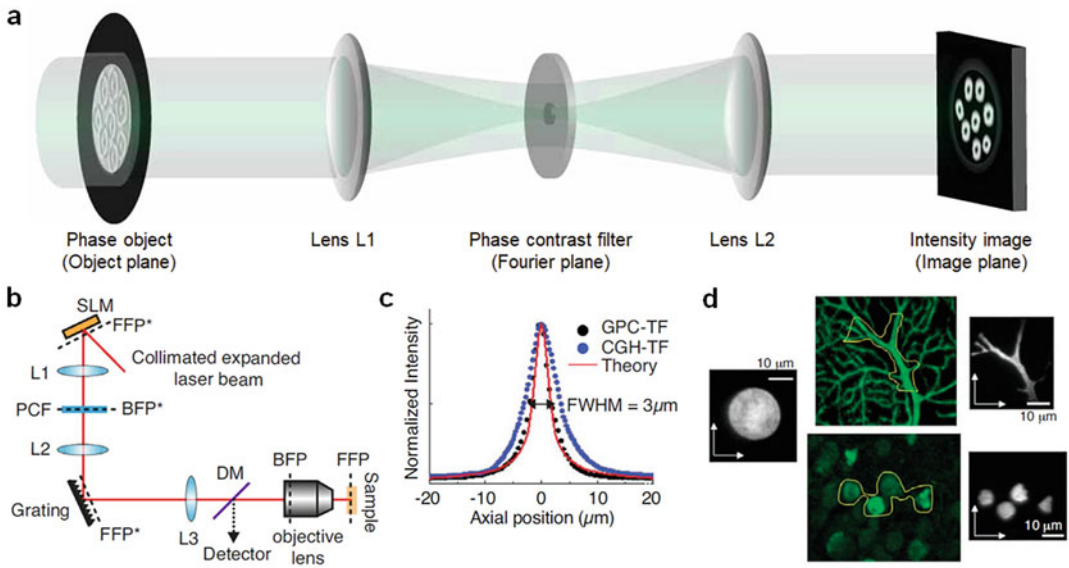 a
Phase object
(Object plane)
Lens L1
Phase contrast filter
(Fourier plane)
Lens L2
Intensity image
(Image plane)
b
SLM
FFP*
Collimated expanded
laser beam
L1
PCF
BFP*
L2
Grating
FFP*
L3
DM
Detector
BFP
objective
lens
FFP
Sample
c
Normalized Intensity
GPC-TF
CGH-TF
Theory
FWHM = 3µm
-20
-10
0
10
20
Axial position (µm)
d
10 µm
10 µm
10 µm